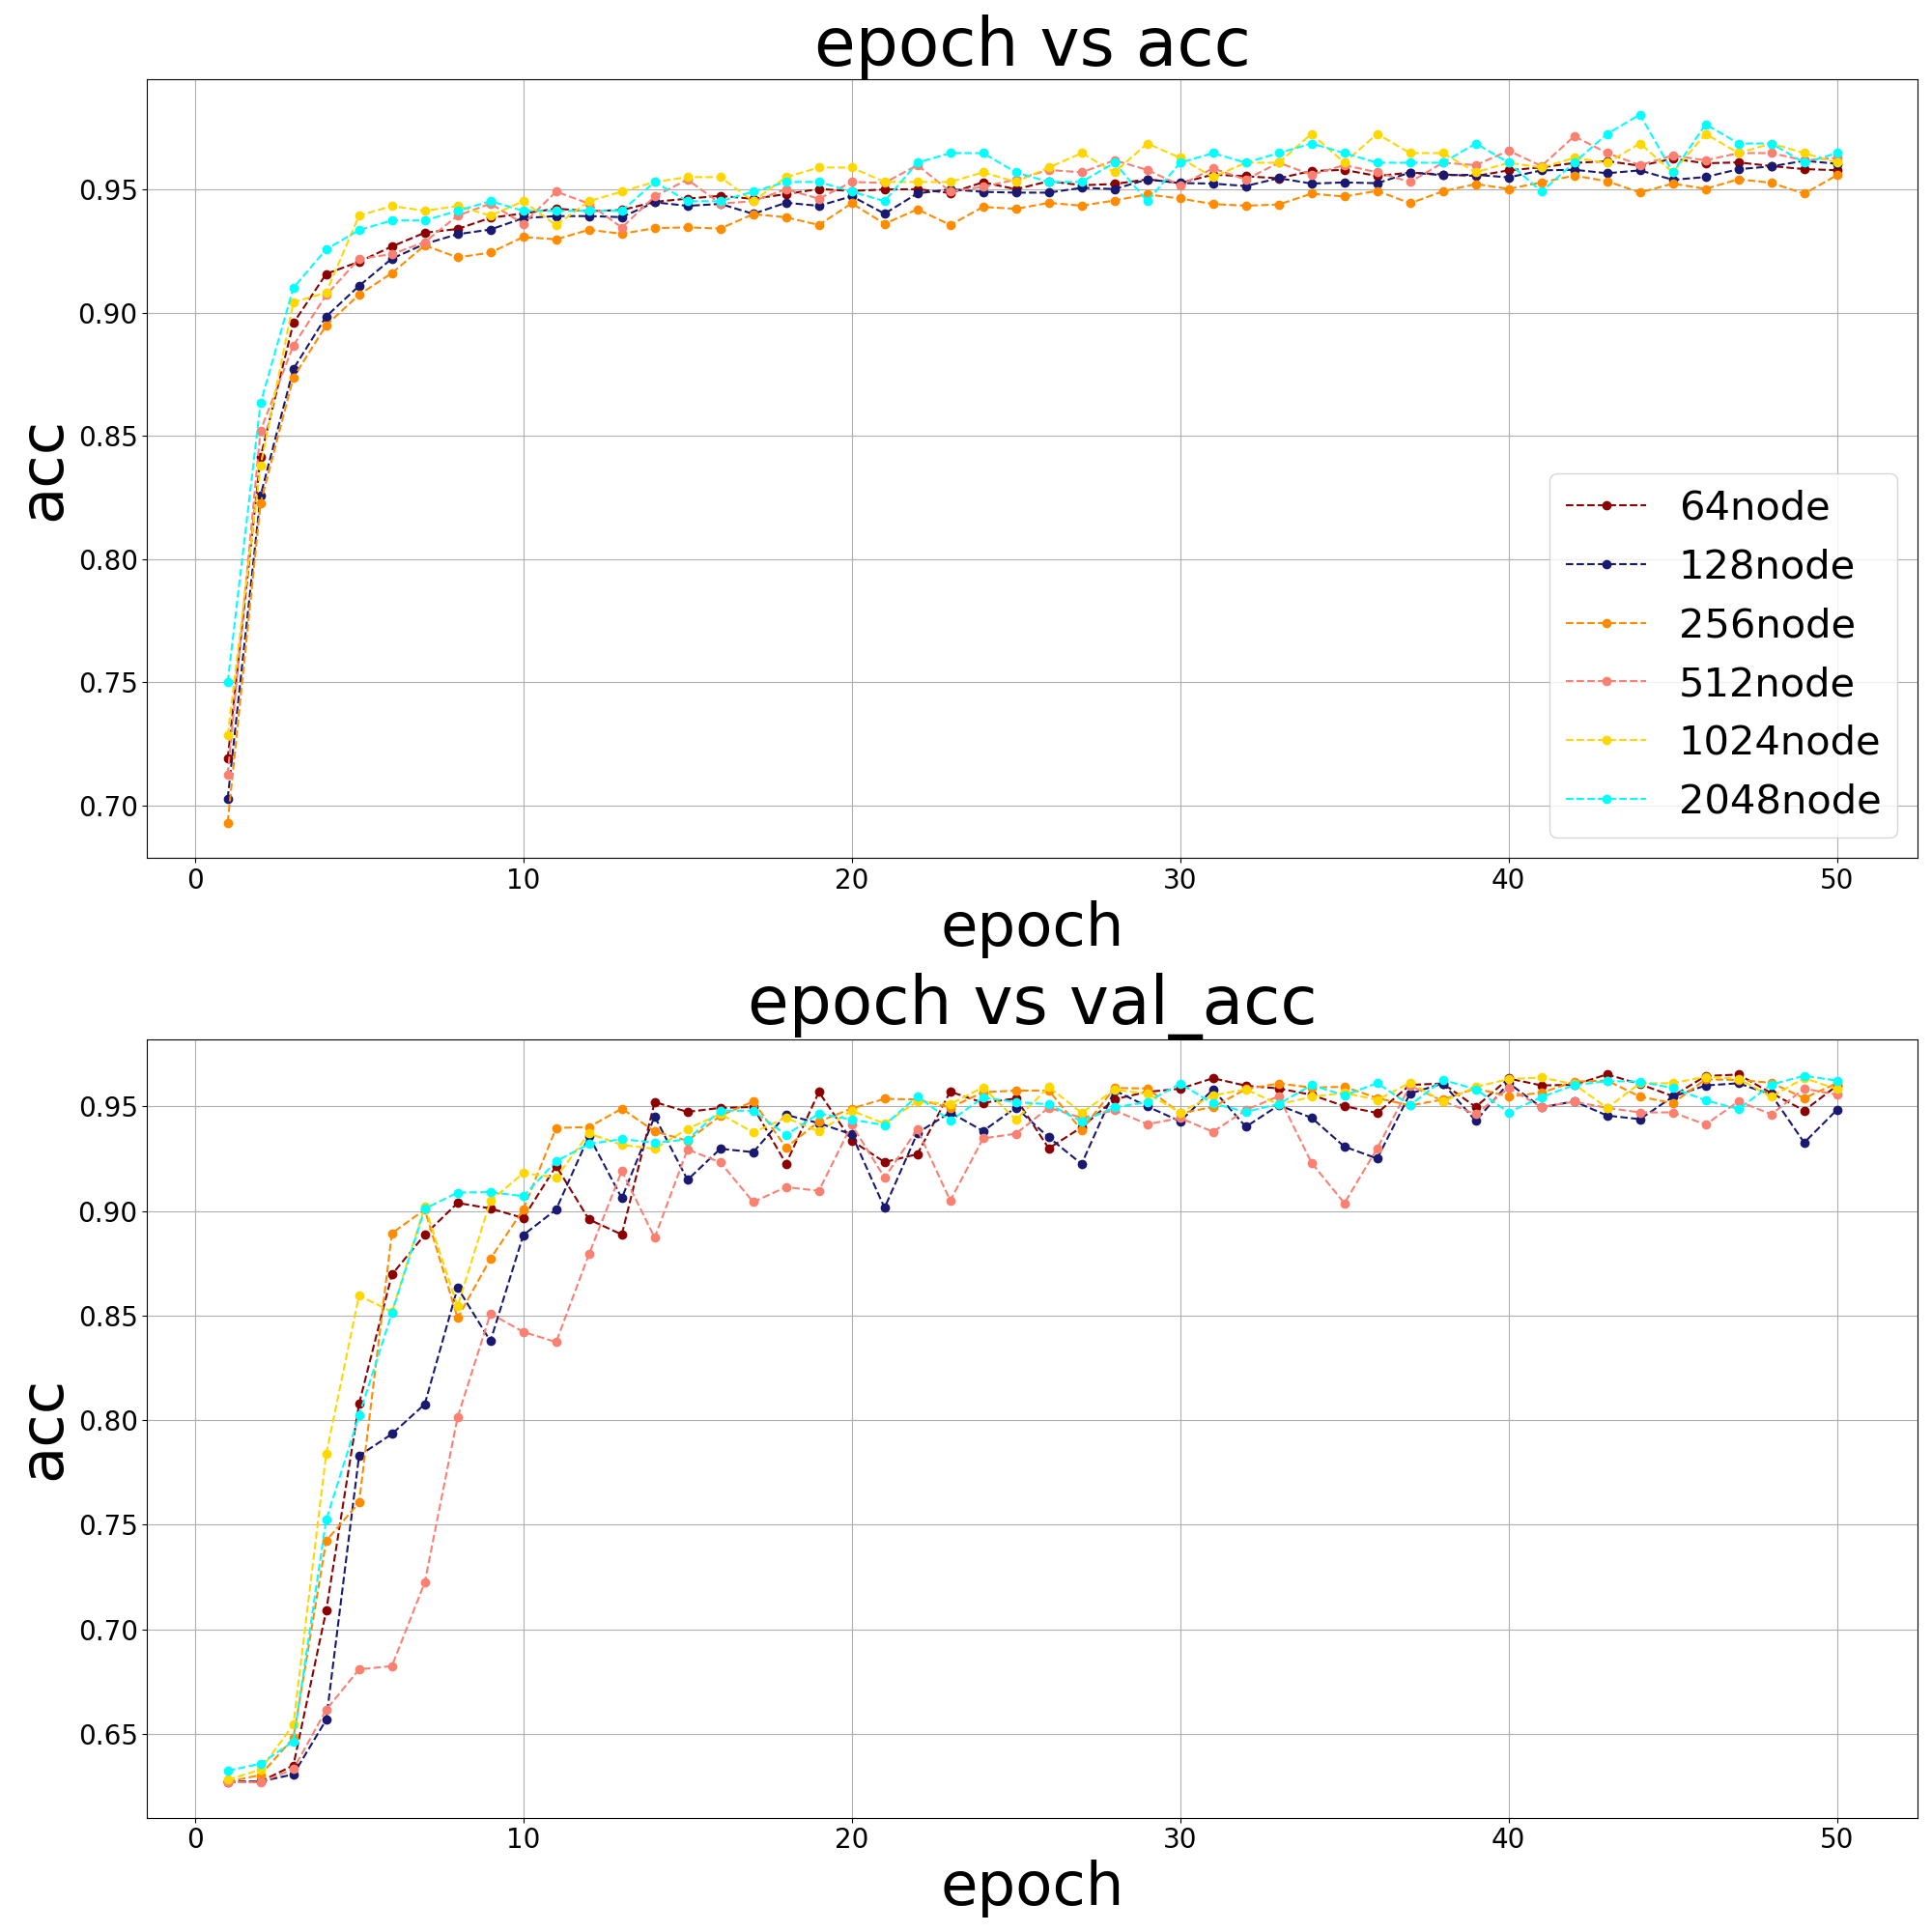 epoch vs acc
acc
0.95
0.90
0.85
0.80
0.75
0.70
64node
128node
256node
512node
1024node
2048node
0 10 20 30 40 50
epoch
epoch vs val_acc
acc
0.95
0.90
0.85
0.80
0.75
0.70
0.65
0 10 20 30 40 50
epoch